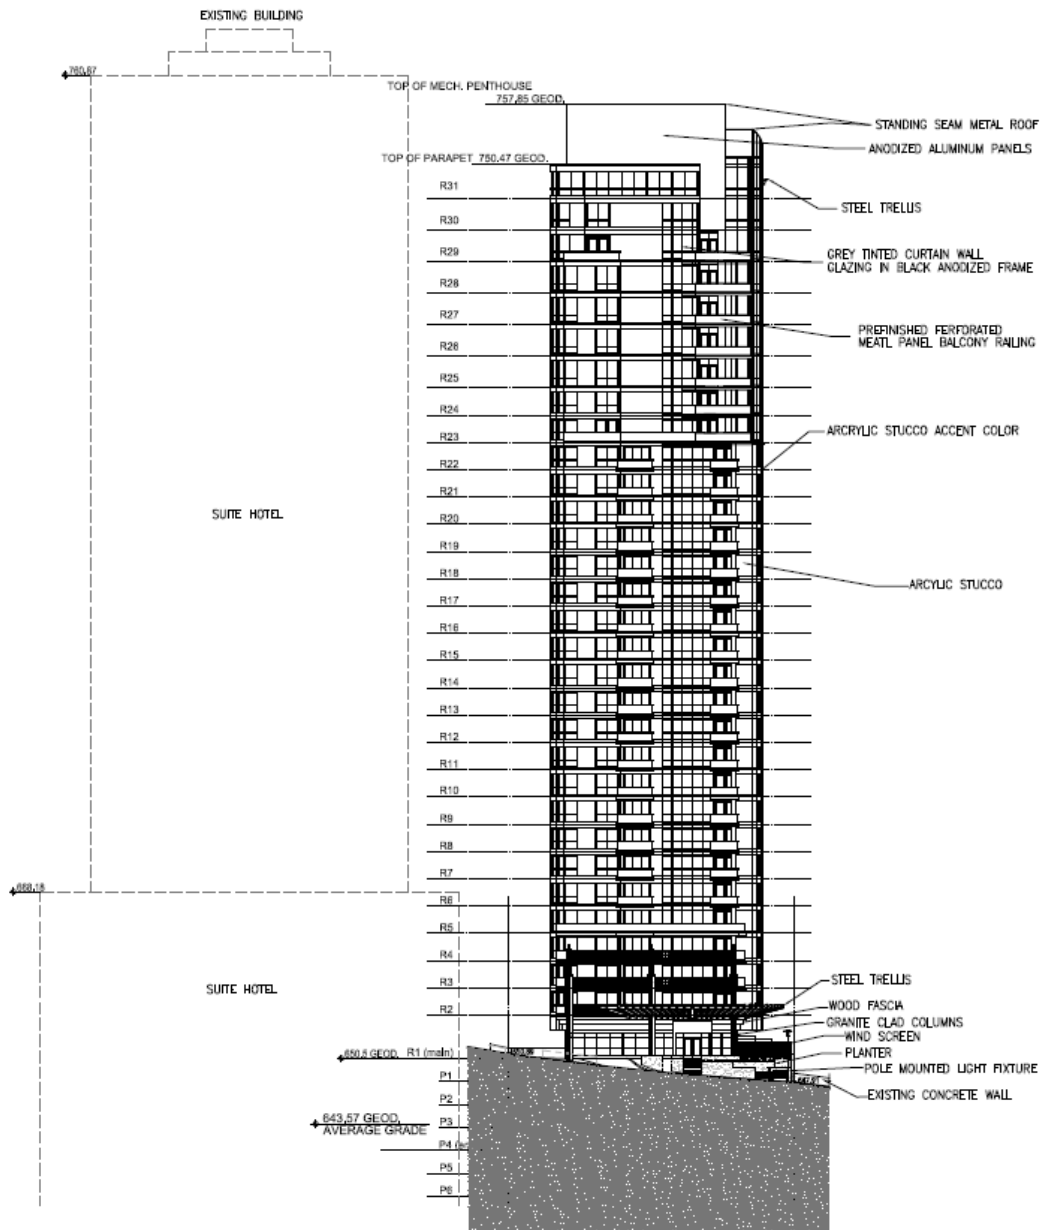 EXISTING BUILDING
760.67
TOP OF MECH. PENTHOUSE
757.85 GEOD.
STANDING SEAM METAL ROOF
ANODIZED ALUMINUM PANELS
TOP OF PARAPET 750.47 GEOD.
R31
STEEL TRELLIS
R30
R29
GREY TINTED CURTAIN WALL
GLAZING IN BLACK ANODIZED FRAME
R28
R27
PREFINISHED FERFORATED
MEATL PANEL BALCONY RAILING
R26
R25
R24
R23
ARCRYLIC STUCCO ACCENT COLOR
R22
R21
SUITE HOTEL
R20
R19
R18
ARCYLIC STUCCO
R17
R16
R15
R14
R13
R12
R11
R10
R9
R8
R7
668.18
R6
R5
R4
R3
STEEL TRELLIS
SUITE HOTEL
R2
WOOD FASCIA
GRANITE CLAD COLUMNS
WIND SCREEN
650.5 GEOD. R1 (main)
PLANTER
POLE MOUNTED LIGHT FIXTURE
P1
EXISTING CONCRETE WALL
P2
643.57 GEOD.
AVERAGE GRADE
P3
P4
P5
P6